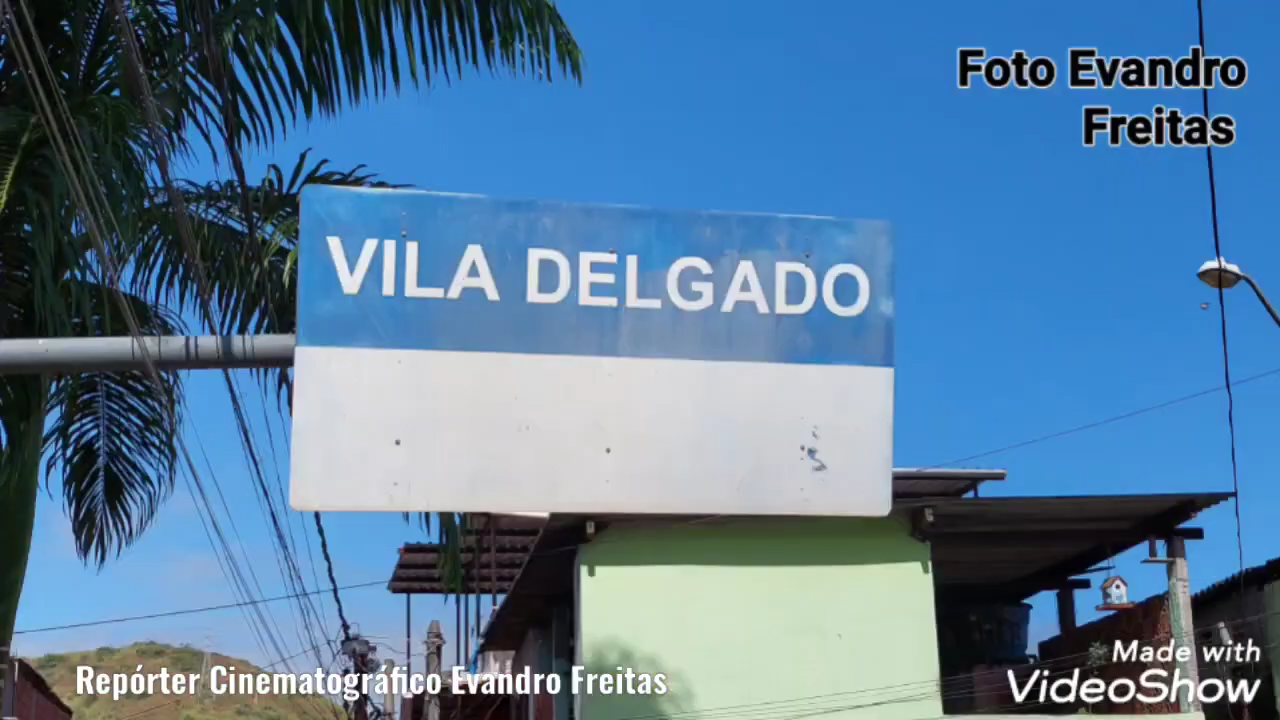 Foto Evandro
Freitas
VILA DELGADO
Repórter Cinematográfico Evandro Freitas
Made with
VideoShow